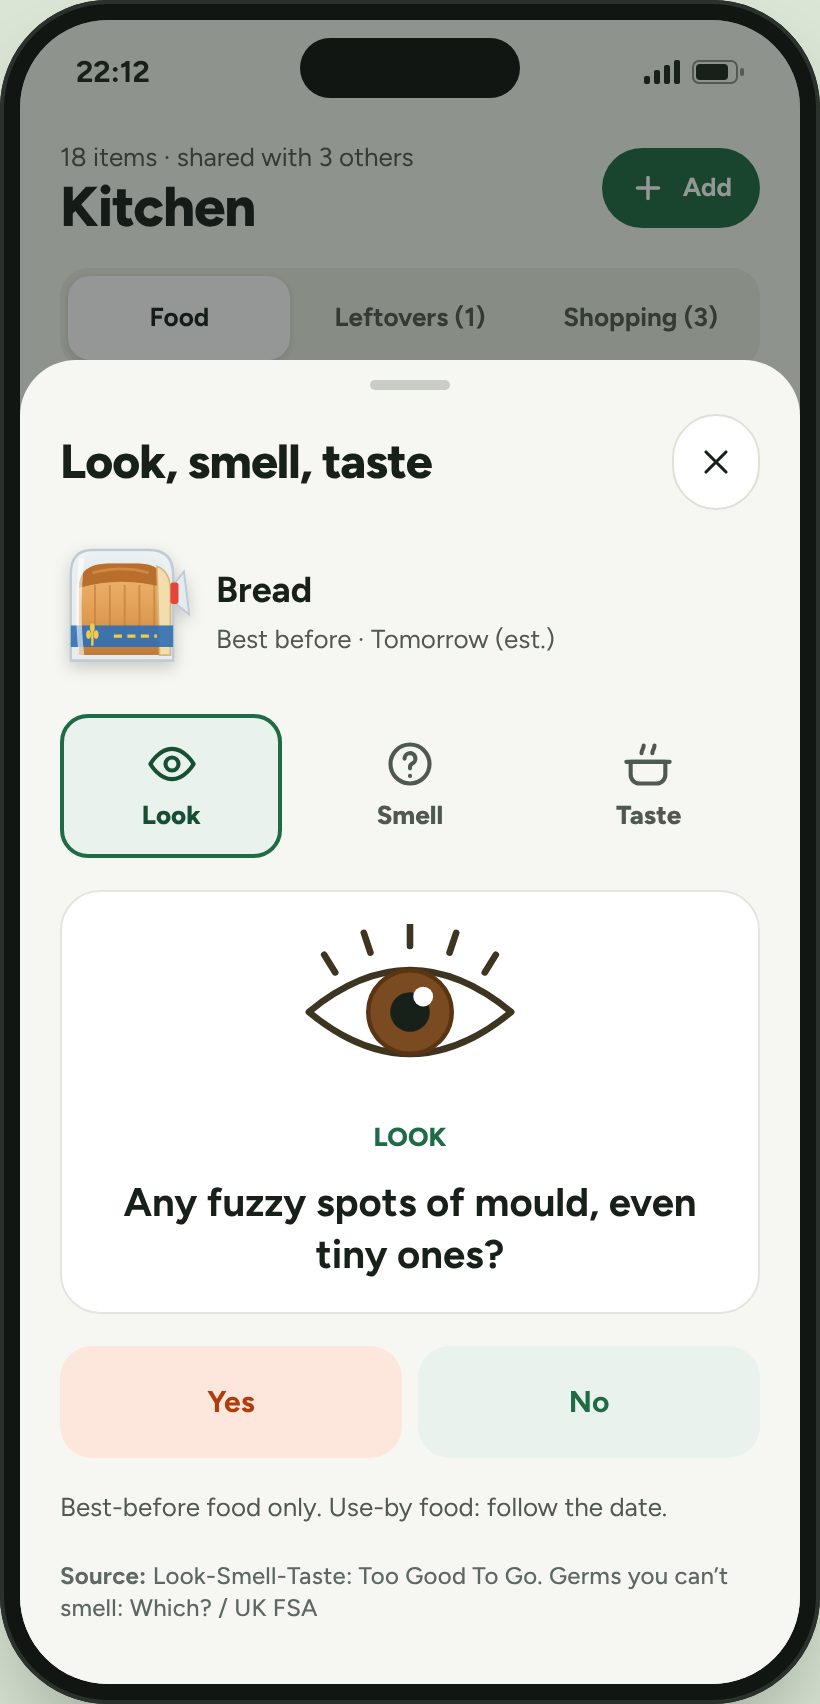 22:12
18 items · shared with 3 others
Kitchen
Add
Food
Leftovers (1)
Shopping (3)
Look, smell, taste
Bread
Best before · Tomorrow (est.)
Look
Smell
Taste
LOOK
Any fuzzy spots of mould, even
tiny ones?
Yes
No
Best-before food only. Use-by food: follow the date.
Source: Look-Smell-Taste: Too Good To Go. Germs you can’t
smell: Which? / UK FSA